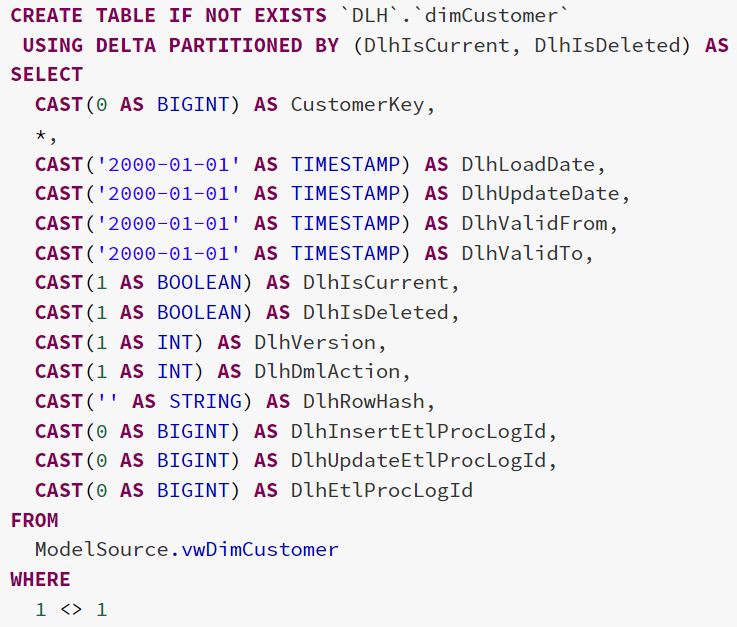 CREATE TABLE IF NOT EXISTS `DLH`.`dimCustomer`
 USING DELTA PARTITIONED BY (DlhIsCurrent, DlhIsDeleted) AS
SELECT
  CAST(0 AS BIGINT) AS CustomerKey,
  *,
  CAST('2000-01-01' AS TIMESTAMP) AS DlhLoadDate,
  CAST('2000-01-01' AS TIMESTAMP) AS DlhUpdateDate,
  CAST('2000-01-01' AS TIMESTAMP) AS DlhValidFrom,
  CAST('2000-01-01' AS TIMESTAMP) AS DlhValidTo,
  CAST(1 AS BOOLEAN) AS DlhIsCurrent,
  CAST(1 AS BOOLEAN) AS DlhIsDeleted,
  CAST(1 AS INT) AS DlhVersion,
  CAST(1 AS INT) AS DlhDmlAction,
  CAST('' AS STRING) AS DlhRowHash,
  CAST(0 AS BIGINT) AS DlhInsertEtlProcLogId,
  CAST(0 AS BIGINT) AS DlhUpdateEtlProcLogId,
  CAST(0 AS BIGINT) AS DlhEtlProcLogId
FROM
  ModelSource.vwDimCustomer
WHERE
  1 <> 1